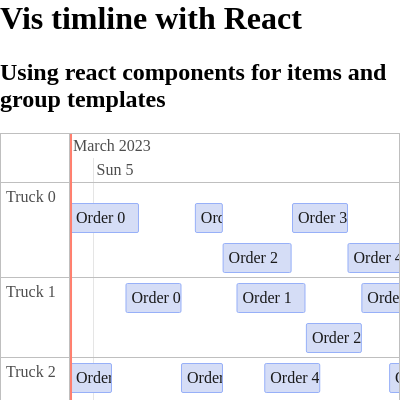 Vis timline with React
Using react components for items and
group templates
March 2023
Sun 5
Truck 0
Order 0
Order 3
Order 2
Order 4
Truck 1
Order 0
Order 1
Orde
Order 2
Truck 2
Order
Order
Order 4